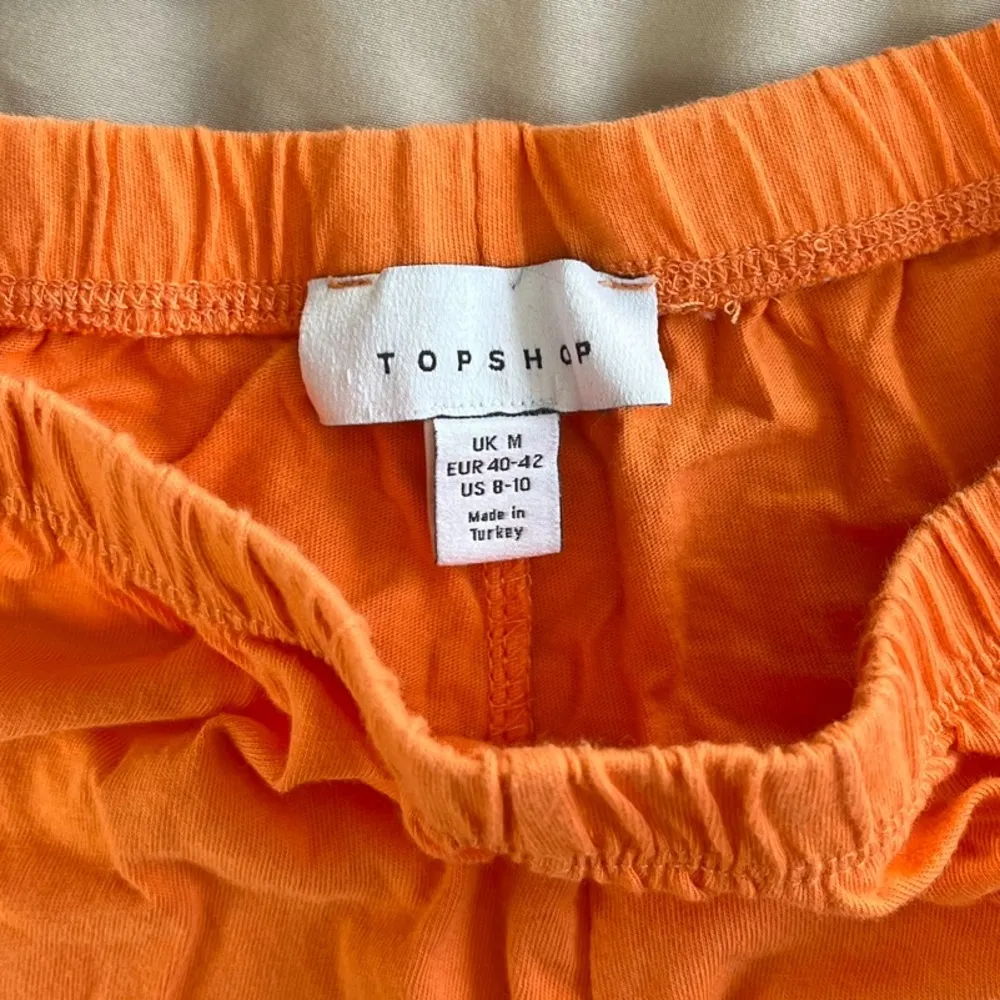 TOPSHOP
UK M
EUR 40-42
US 8-10
Made in
Turkey